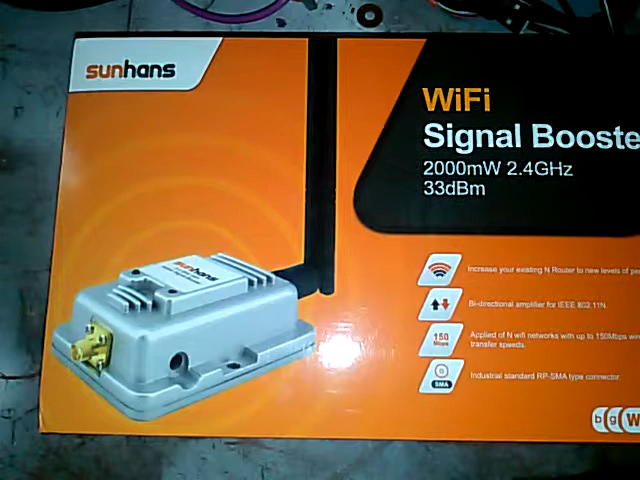 sunhans
WiFi
Signal Booste
2000mW 2.4GHz
33dBm
sunhans
Increase your existing N Router to new levels of pe
Bi-directional amplifier for IEEE 802.11N.
150
Mbps
Applied of N wifi networks with up to 150Mbps wire
transfer speeds.
SMA
Industrial standard RP-SMA type connector.
b g W